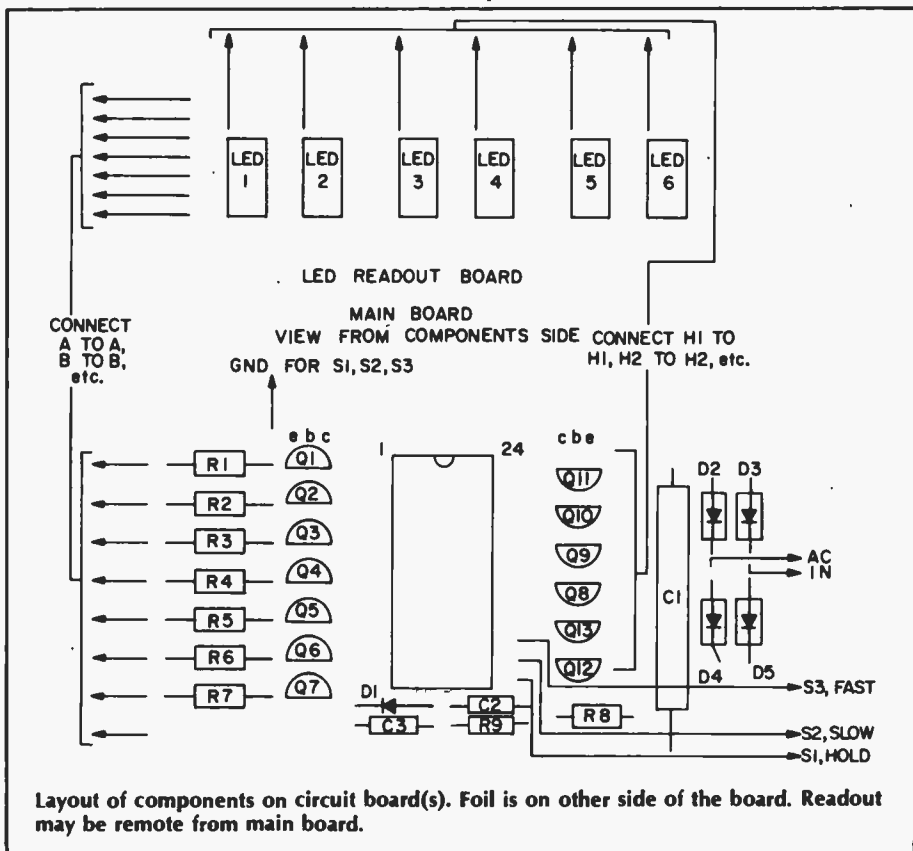 LED 1
LED 2
LED 3
LED 4
LED 5
LED 6
LED READOUT BOARD
MAIN BOARD
VIEW FROM COMPONENTS SIDE
CONNECT
A TO A,
B TO B,
etc.
CONNECT H1 TO
H1, H2 TO H2, etc.
GND FOR S1, S2, S3
e b c
1
24
c b e
R1
Q1
Q11
D2
D3
R2
Q2
Q10
R3
Q3
Q9
AC
IN
R4
Q4
Q8
C1
R5
Q5
Q13
R6
Q6
Q12
D4
D5
R7
Q7
D1
C2
S3, FAST
C3
R9
R8
S2, SLOW
S1, HOLD
Layout of components on circuit board(s). Foil is on other side of the board. Readout
may be remote from main board.